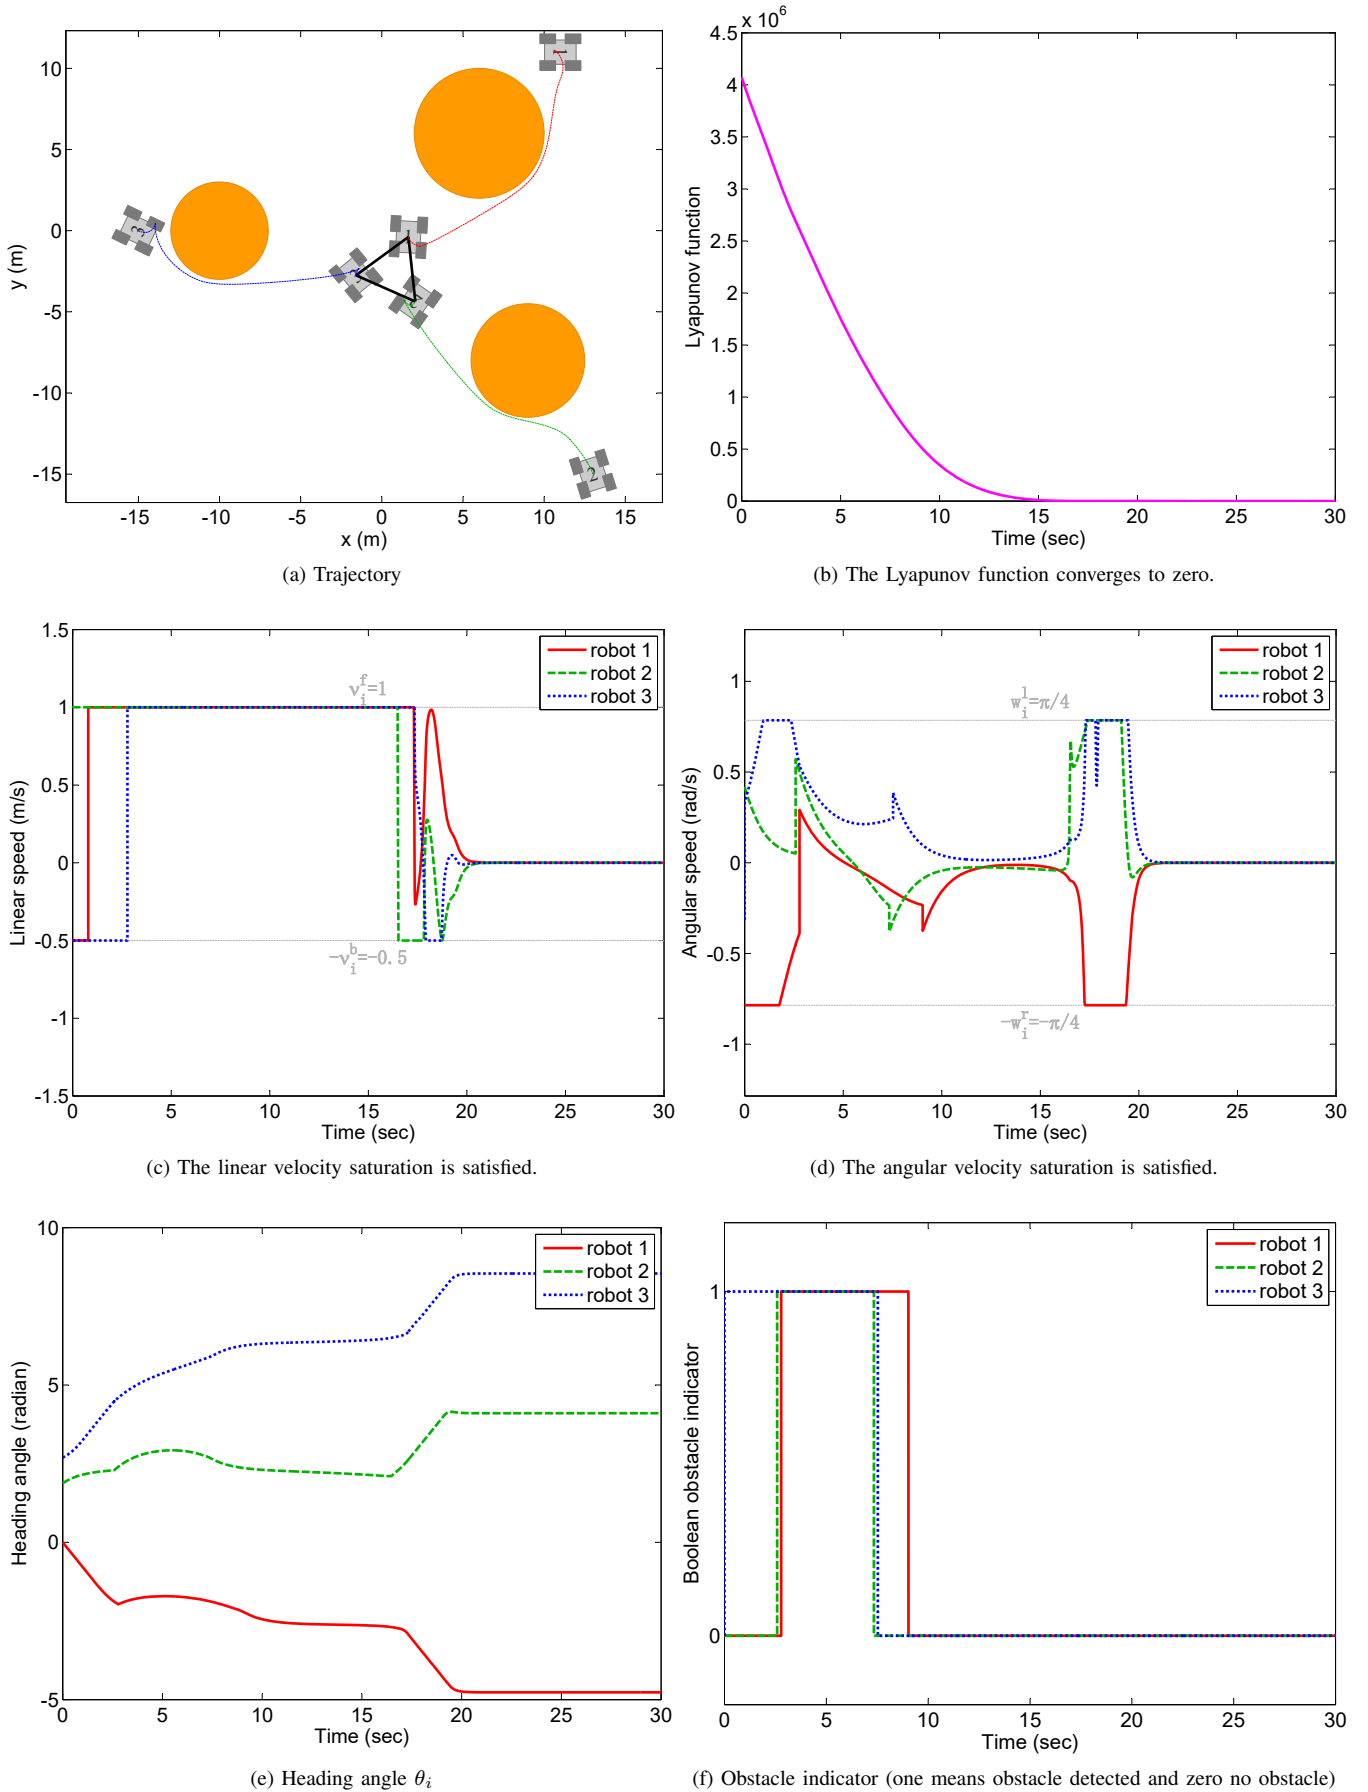 10
5
0
-5
-10
-15
y (m)
-15
-10
-5
0
5
10
15
x (m)
1
2
3
1
2
3
(a) Trajectory
x 10^6
4.5
4
3.5
3
2.5
2
1.5
1
0.5
0
Lyapunov function
0
5
10
15
20
25
30
Time (sec)
(b) The Lyapunov function converges to zero.
1.5
1
0.5
0
-0.5
-1
-1.5
Linear speed (m/s)
robot 1
robot 2
robot 3
v_i^f=1
−v_i^b=−0.5
0
5
10
15
20
25
30
Time (sec)
(c) The linear velocity saturation is satisfied.
1
0.5
0
-0.5
-1
Angular speed (rad/s)
robot 1
robot 2
robot 3
w_i^l=π/4
−w_i^r=−π/4
0
5
10
15
20
25
30
Time (sec)
(d) The angular velocity saturation is satisfied.
10
5
0
-5
Heading angle (radian)
robot 1
robot 2
robot 3
0
5
10
15
20
25
30
Time (sec)
(e) Heading angle θ_i
1
0
Boolean obstacle indicator
robot 1
robot 2
robot 3
0
5
10
15
20
25
30
Time (sec)
(f) Obstacle indicator (one means obstacle detected and zero no obstacle)